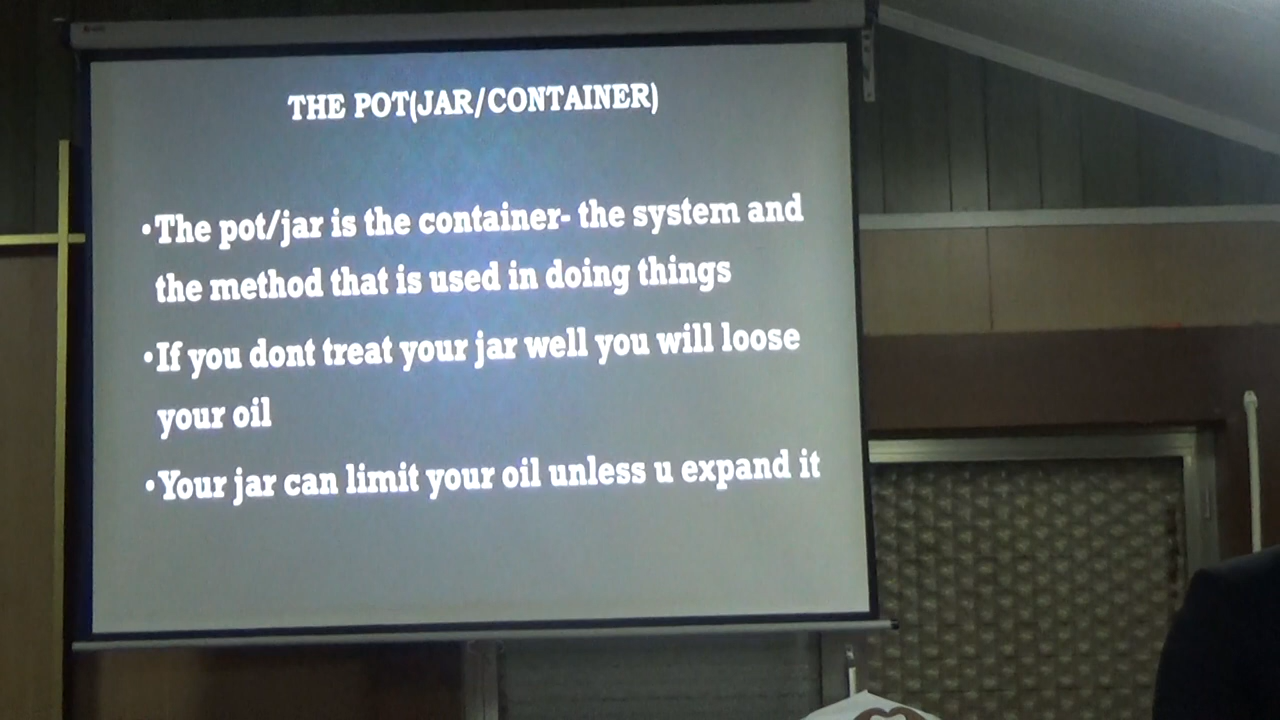 THE POT(JAR/CONTAINER)
•The pot/jar is the container- the system and
the method that is used in doing things
•If you dont treat your jar well you will loose
your oil
•Your jar can limit your oil unless u expand it